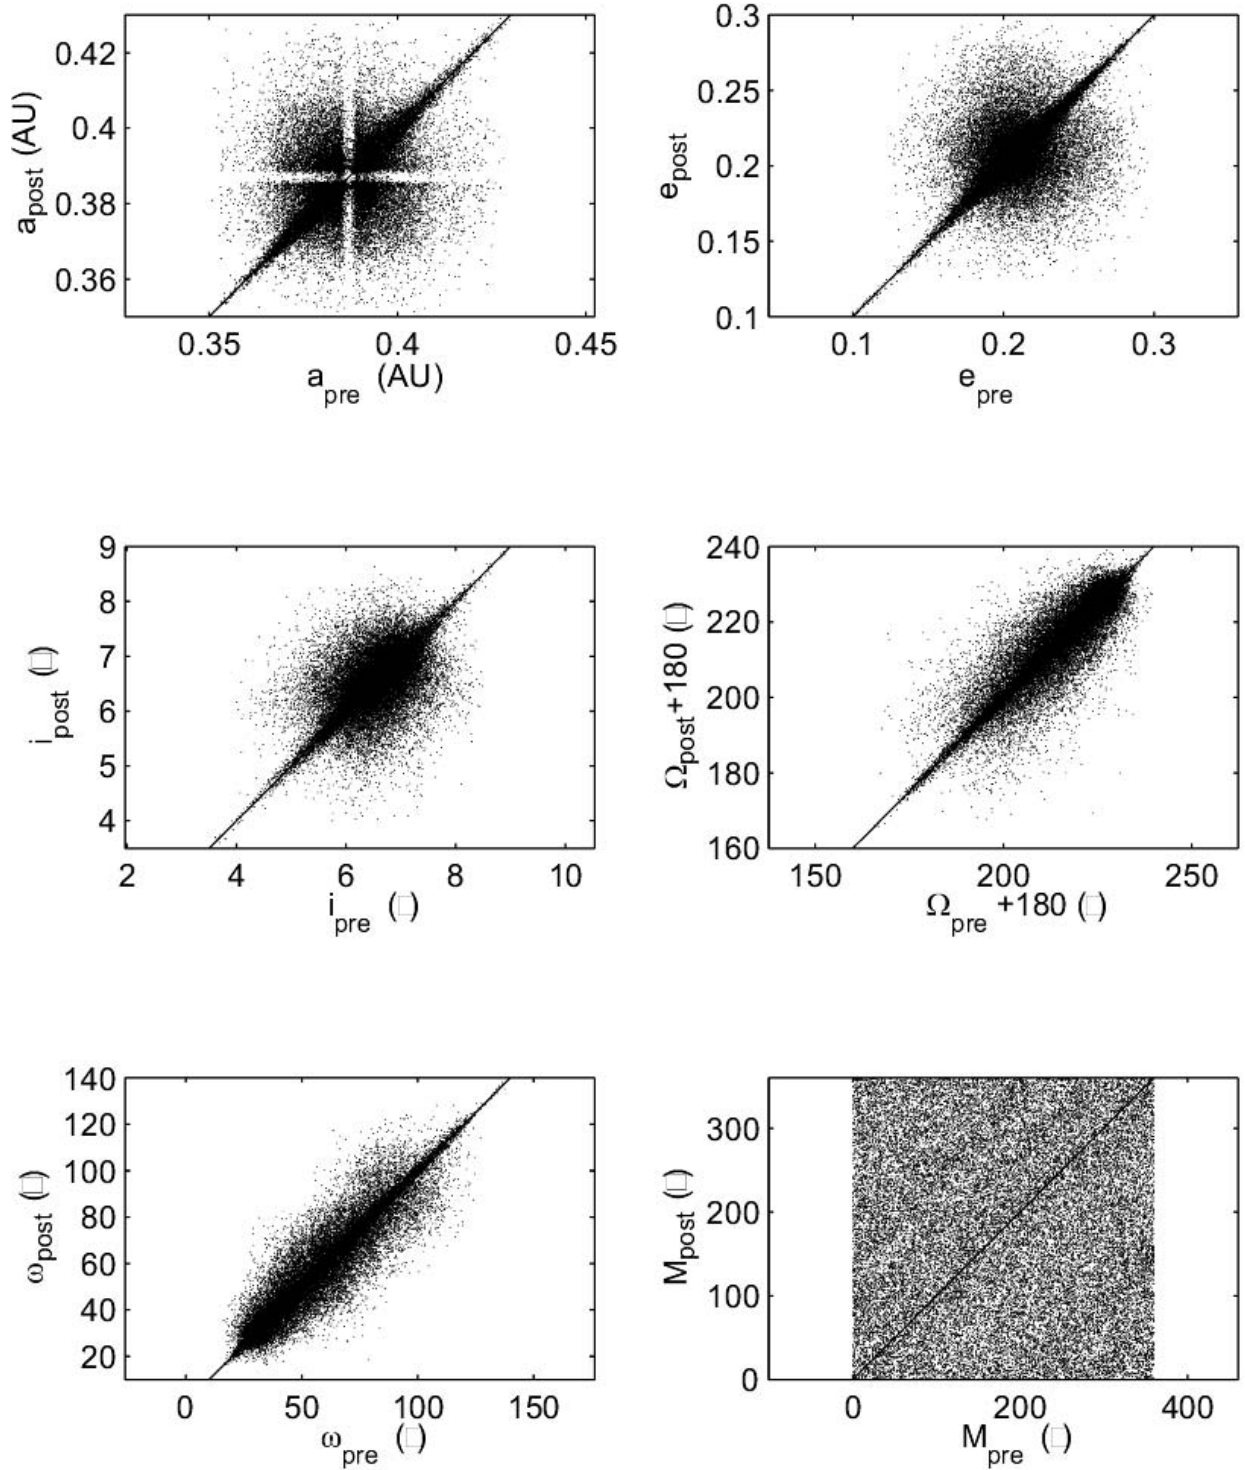 0.42
0.4
0.38
0.36
a_post (AU)
0.35 0.4 0.45
a_pre (AU)
0.3
0.25
0.2
0.15
0.1
e_post
0.1 0.2 0.3
e_pre
9
8
7
6
5
4
i_post (□)
2 4 6 8 10
i_pre (□)
240
220
200
180
160
Ω_post+180 (□)
150 200 250
Ω_pre +180 (□)
140
120
100
80
60
40
20
ω_post (□)
0 50 100 150
ω_pre (□)
300
200
100
0
M_post (□)
0 200 400
M_pre (□)